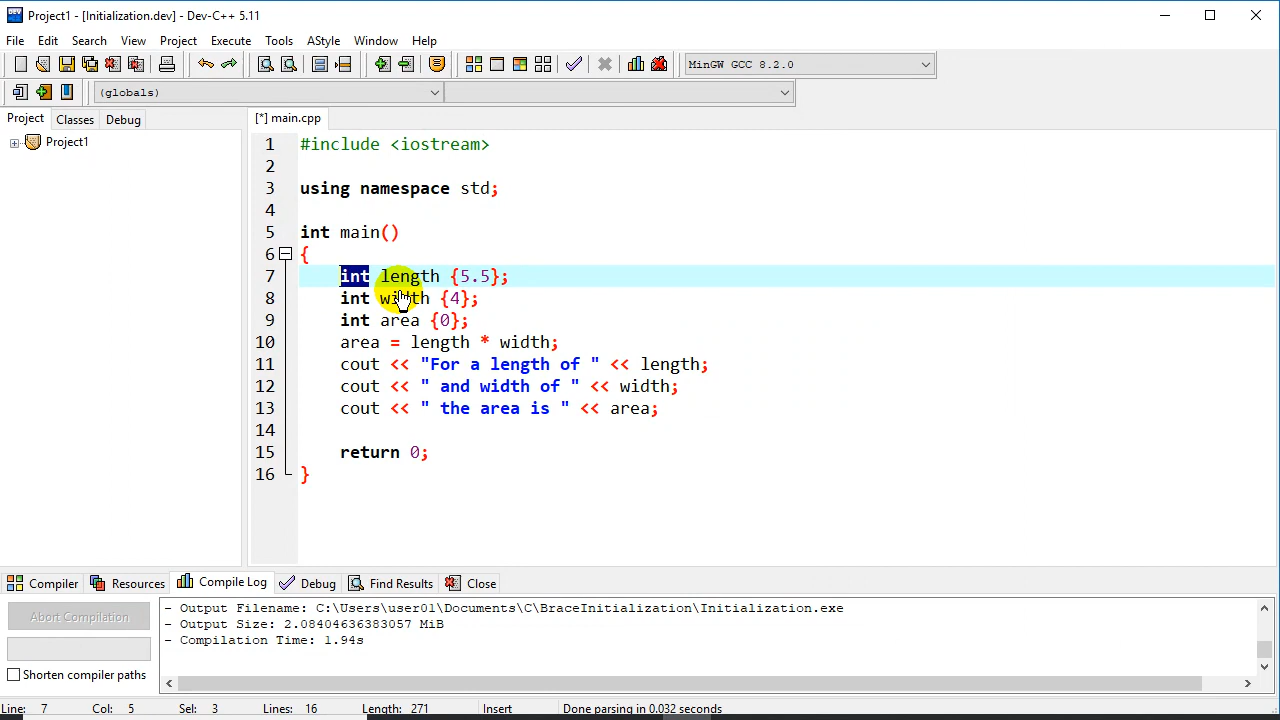 Project1 - [Initialization.dev] - Dev-C++ 5.11
File Edit Search View Project Execute Tools AStyle Window Help
MinGW GCC 8.2.0
(globals)
Project Classes Debug [*] main.cpp
Project1
1 #include <iostream>
2
3 using namespace std;
4
5 int main()
6 {
7 int length {5.5};
8 int width {4};
9 int area {0};
10 area = length * width;
11 cout << "For a length of " << length;
12 cout << " and width of " << width;
13 cout << " the area is " << area;
14
15 return 0;
16 }
Compiler Resources Compile Log Debug Find Results Close
Abort Compilation
Shorten compiler paths
- Output Filename: C:\Users\user01\Documents\C\BraceInitialization\Initialization.exe
- Output Size: 2.08404636383057 MiB
- Compilation Time: 1.94s
Line: 7 Col: 5 Sel: 3 Lines: 16 Length: 271 Insert Done parsing in 0.032 seconds